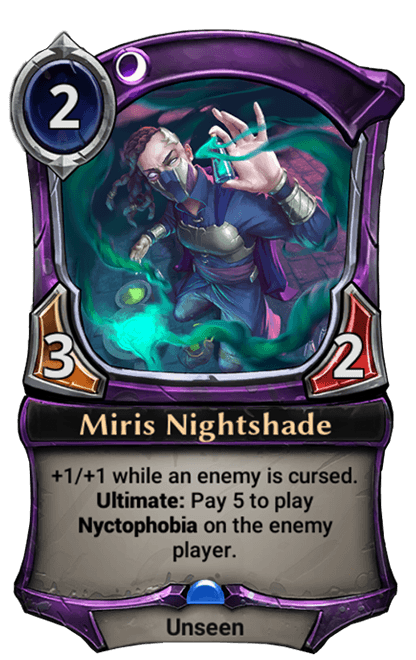 2
3
2
Miris Nightshade
+1/+1 while an enemy is cursed.
Ultimate: Pay 5 to play
Nyctophobia on the enemy
player.
Unseen